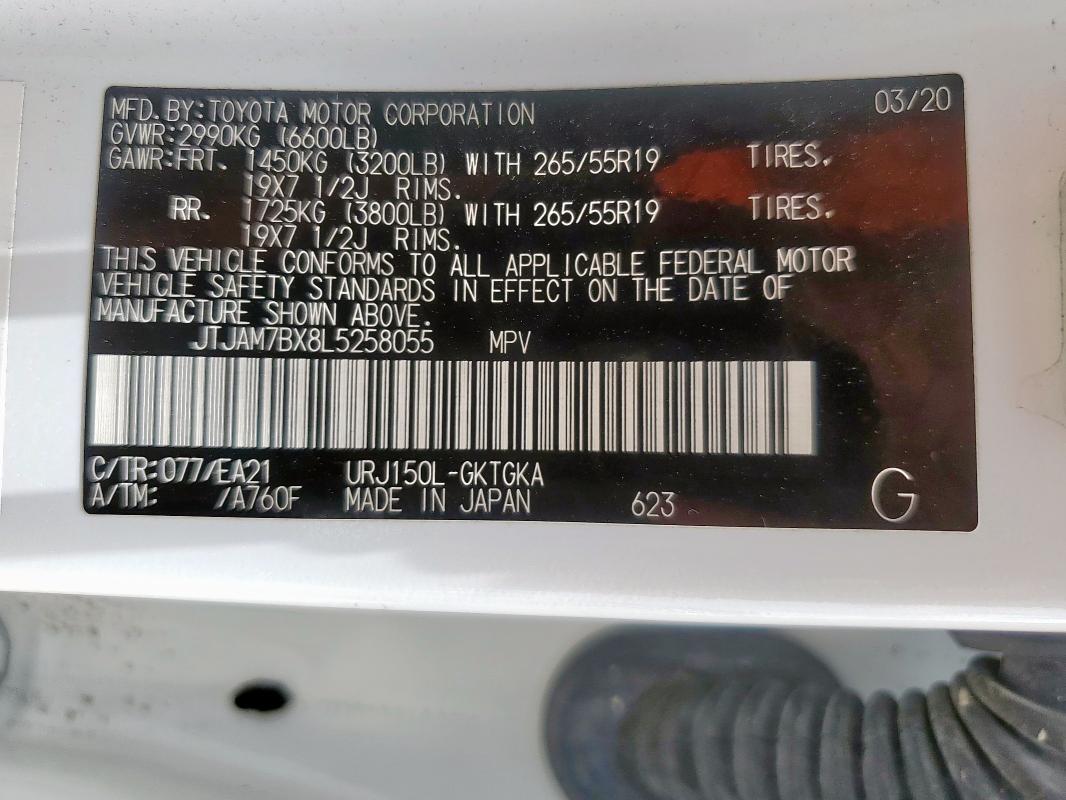 MFD.BY:TOYOTA MOTOR CORPORATION 03/20
GVWR:2990KG (6600LB)
GAWR:FRT. 1450KG (3200LB) WITH 265/55R19 TIRES.
19X7 1/2J RIMS.
RR. 1725KG (3800LB) WITH 265/55R19 TIRES.
19X7 1/2J RIMS.
THIS VEHICLE CONFORMS TO ALL APPLICABLE FEDERAL MOTOR
VEHICLE SAFETY STANDARDS IN EFFECT ON THE DATE OF
MANUFACTURE SHOWN ABOVE.
JTJAM7BX8L5258055 MPV
C/TR:077/EA21 URJ150L-GKTGKA
A/TM: /A760F MADE IN JAPAN 623 G